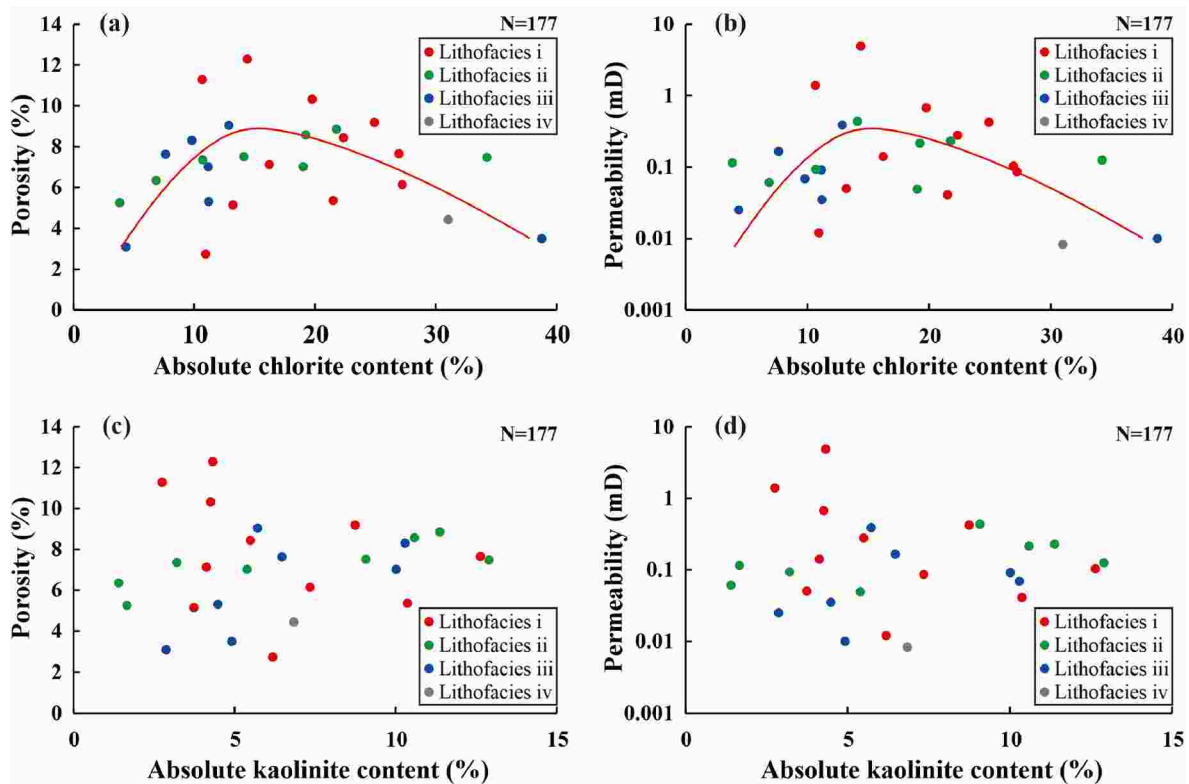 (a)
N=177
Lithofacies i
Lithofacies ii
Lithofacies iii
Lithofacies iv
Porosity (%)
14
12
10
8
6
4
2
0
0 10 20 30 40
Absolute chlorite content (%)
(b)
N=177
Lithofacies i
Lithofacies ii
Lithofacies iii
Lithofacies iv
Permeability (mD)
10
1
0.1
0.01
0.001
0 10 20 30 40
Absolute chlorite content (%)
(c)
N=177
Porosity (%)
14
12
10
8
6
4
2
0
Lithofacies i
Lithofacies ii
Lithofacies iii
Lithofacies iv
0 5 10 15
Absolute kaolinite content (%)
(d)
N=177
Permeability (mD)
10
1
0.1
0.01
0.001
Lithofacies i
Lithofacies ii
Lithofacies iii
Lithofacies iv
0 5 10 15
Absolute kaolinite content (%)